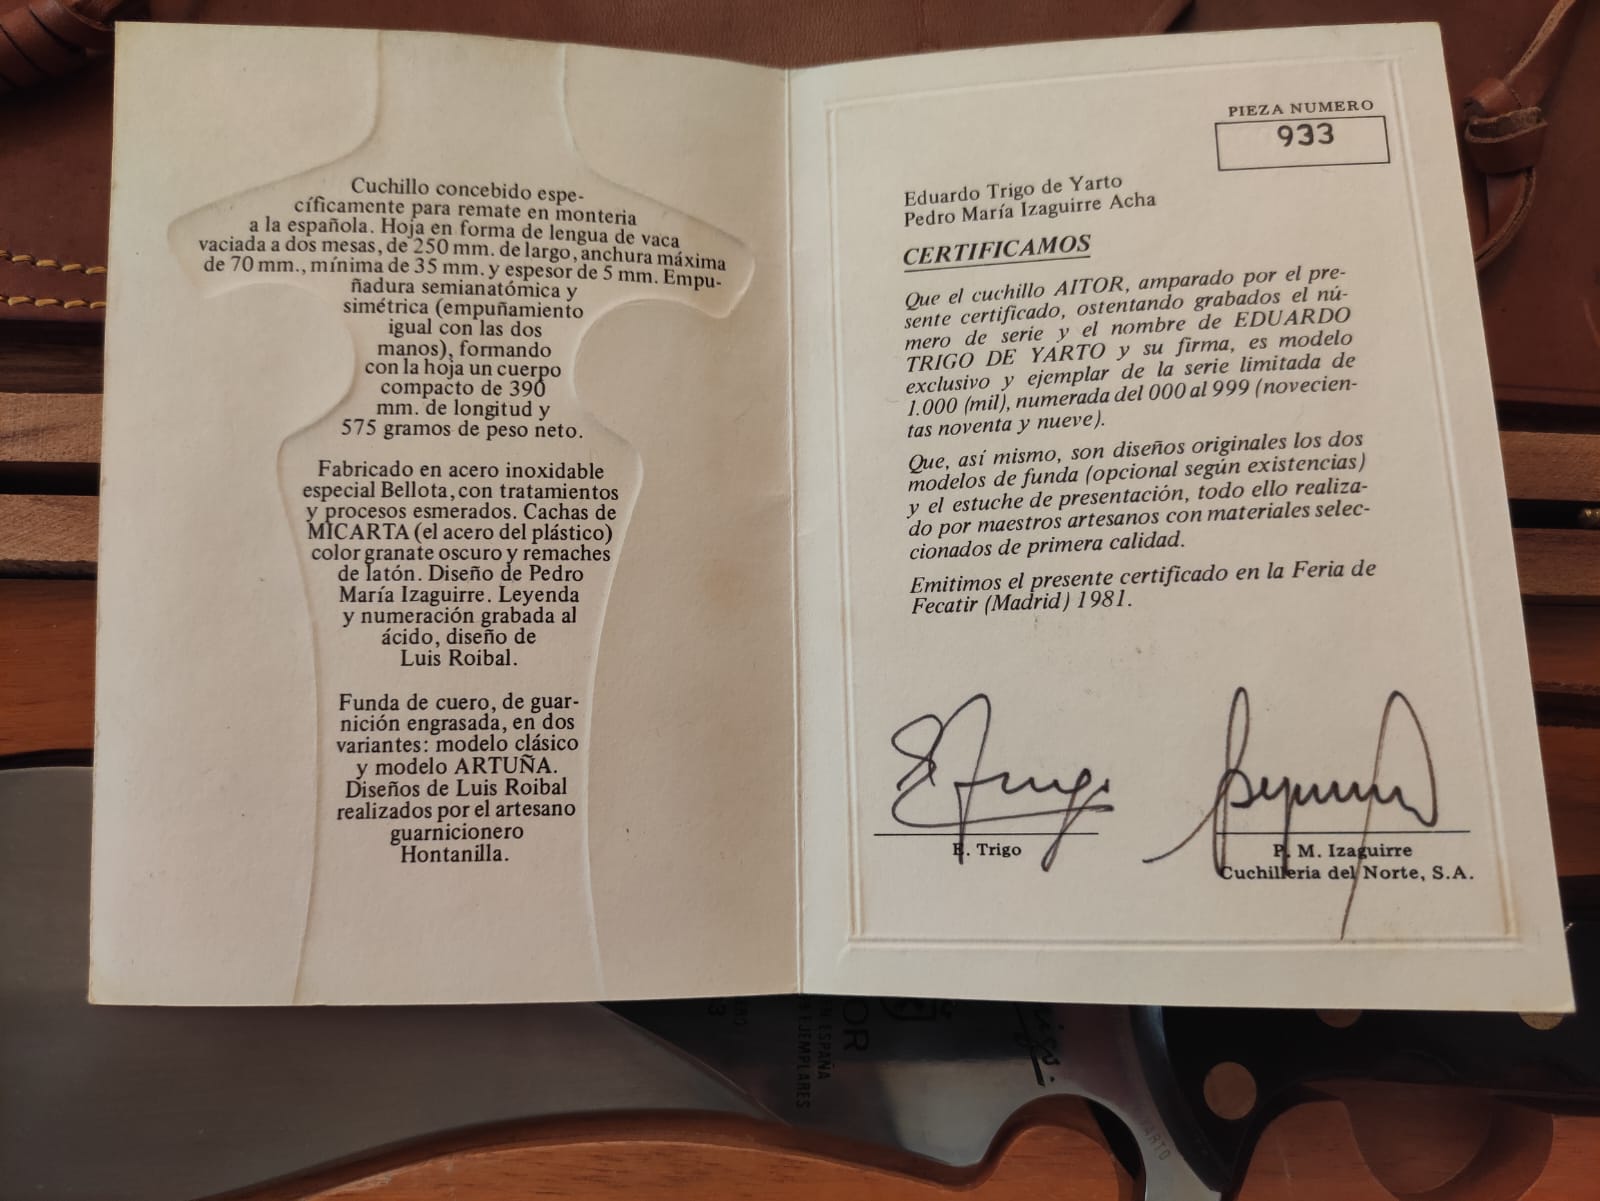 Cuchillo concebido espe-
cíficamente para remate en monteria
a la española. Hoja en forma de lengua de vaca
vaciada a dos mesas, de 250 mm. de largo, anchura máxima
de 70 mm., mínima de 35 mm. y espesor de 5 mm. Empu-
ñadura semianatómica y
simétrica (empuñamiento
igual con las dos
manos), formando
con la hoja un cuerpo
compacto de 390
mm. de longitud y
575 gramos de peso neto.
Fabricado en acero inoxidable
especial Bellota, con tratamientos
y procesos esmerados. Cachas de
MICARTA (el acero del plástico)
color granate oscuro y remaches
de latón. Diseño de Pedro
María Izaguirre. Leyenda
y numeración grabada al
ácido, diseño de
Luis Roibal.
Funda de cuero, de guar-
nición engrasada, en dos
variantes: modelo clásico
y modelo ARTUÑA.
Diseños de Luis Roibal
realizados por el artesano
guarnicionero
Hontanilla.
PIEZA NUMERO
933
Eduardo Trigo de Yarto
Pedro María Izaguirre Acha
CERTIFICAMOS
Que el cuchillo AITOR, amparado por el pre-
sente certificado, ostentando grabados el nú-
mero de serie y el nombre de EDUARDO
TRIGO DE YARTO y su firma, es modelo
exclusivo y ejemplar de la serie limitada de
1.000 (mil), numerada del 000 al 999 (novecien-
tas noventa y nueve).
Que, así mismo, son diseños originales los dos
modelos de funda (opcional según existencias)
y el estuche de presentación, todo ello realiza-
do por maestros artesanos con materiales selec-
cionados de primera calidad.
Emitimos el presente certificado en la Feria de
Fecatir (Madrid) 1981.
E. Trigo
P. M. Izaguirre
Cuchilleria del Norte, S.A.
OR
ESPAÑA
EJEMPLARES
3
ARTO